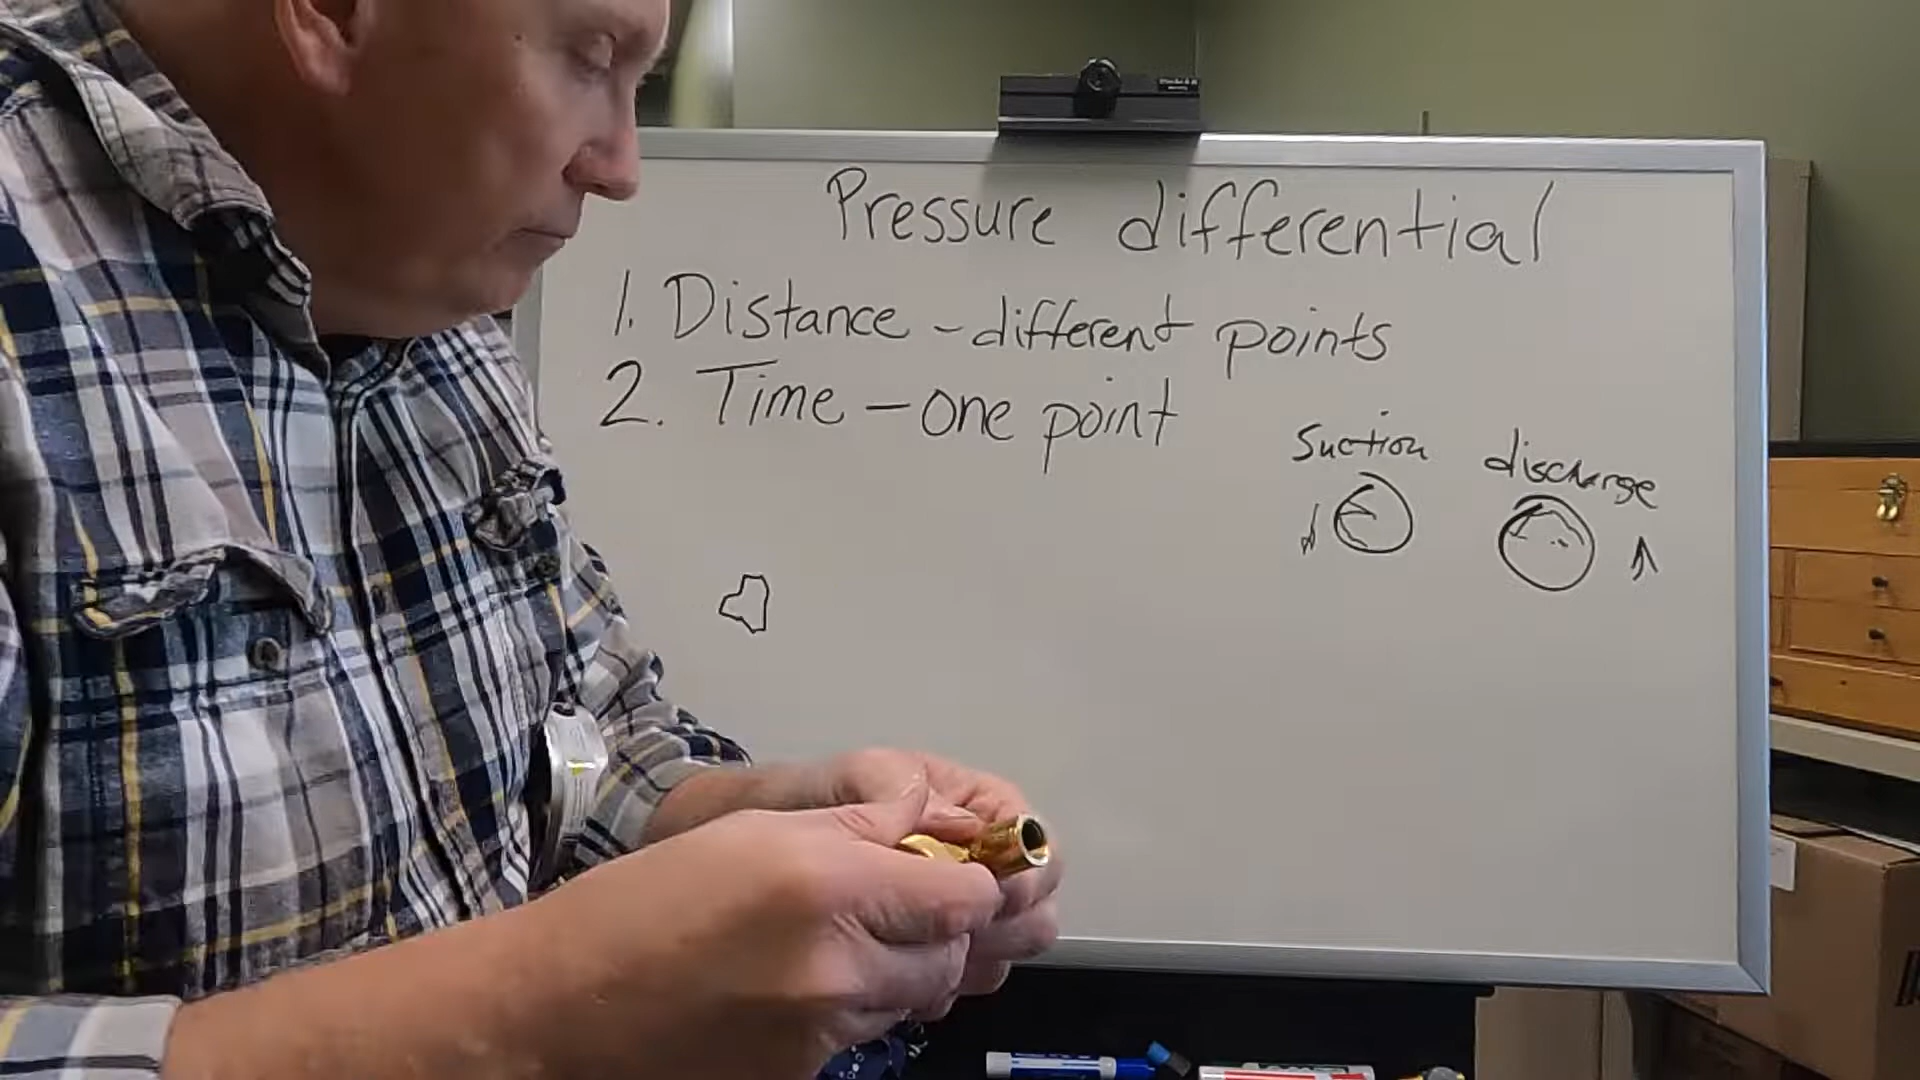 Pressure differential
1. Distance - different points
2. Time - one point
Suction discharge